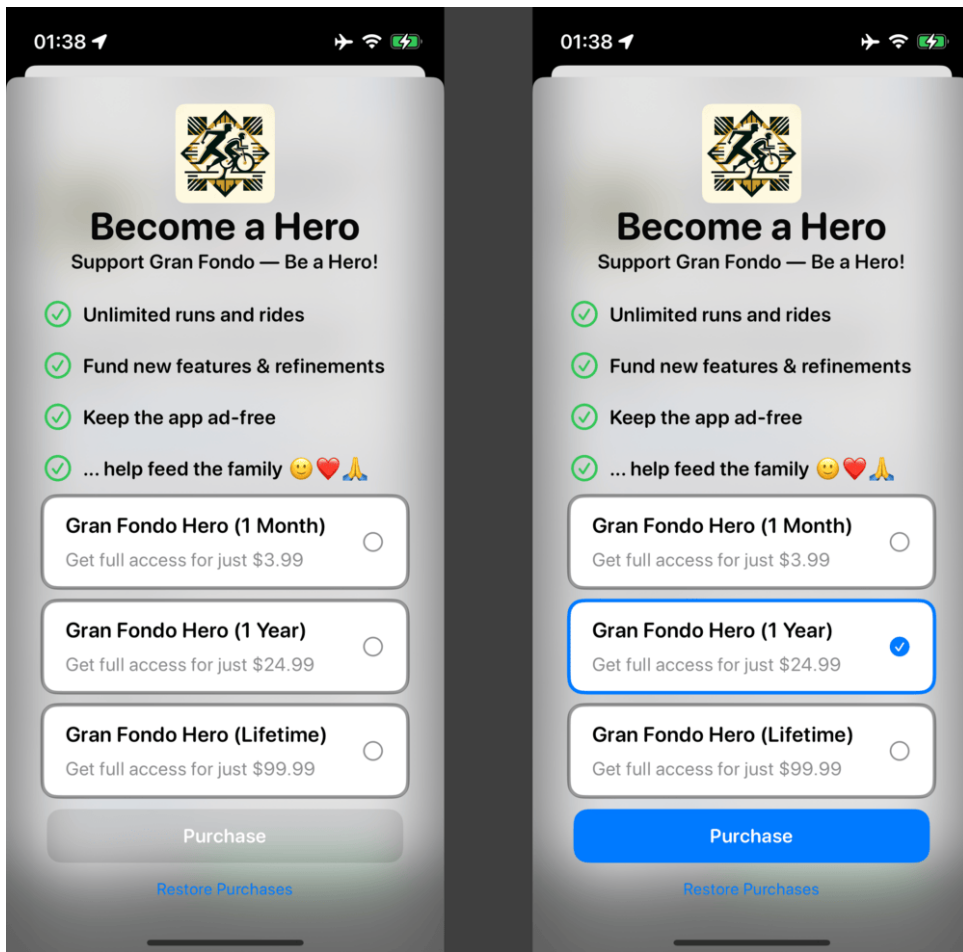 01:38
Become a Hero
Support Gran Fondo — Be a Hero!
Unlimited runs and rides
Fund new features & refinements
Keep the app ad-free
... help feed the family 🙂❤️🙏
Gran Fondo Hero (1 Month)
Get full access for just $3.99
Gran Fondo Hero (1 Year)
Get full access for just $24.99
Gran Fondo Hero (Lifetime)
Get full access for just $99.99
Purchase
Restore Purchases
01:38
Become a Hero
Support Gran Fondo — Be a Hero!
Unlimited runs and rides
Fund new features & refinements
Keep the app ad-free
... help feed the family 🙂❤️🙏
Gran Fondo Hero (1 Month)
Get full access for just $3.99
Gran Fondo Hero (1 Year)
Get full access for just $24.99
Gran Fondo Hero (Lifetime)
Get full access for just $99.99
Purchase
Restore Purchases